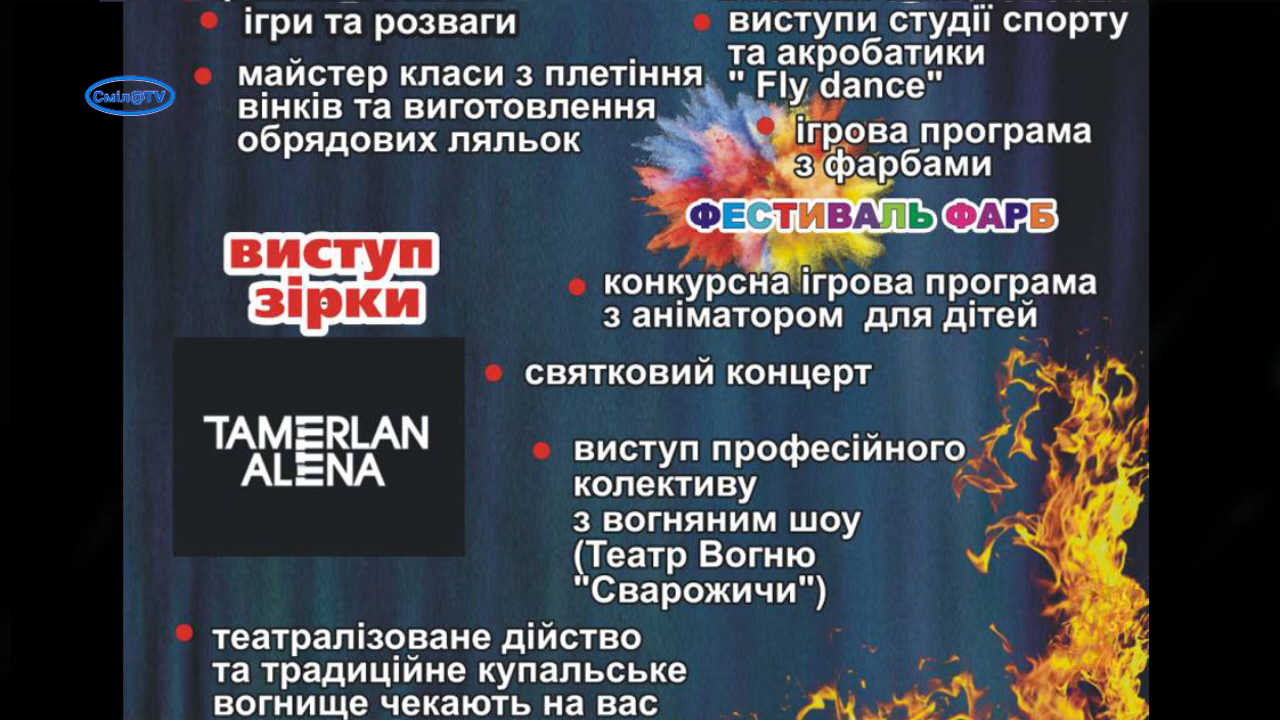 ігри та розваги
виступи студії спорту
та акробатики
" Fly dance"
Сміл@TV
майстер класи з плетіння
вінків та виготовлення
обрядових ляльок
ігрова програма
з фарбами
ФЕСТИВАЛЬ ФАРБ
виступ
зірки
конкурсна ігрова програма
з аніматором для дітей
святковий концерт
TAMERLAN
ALENA
виступ професійного
колективу
з вогняним шоу
(Театр Вогню
"Сварожичи")
театралізоване дійство
та традиційне купальське
вогнище чекають на вас